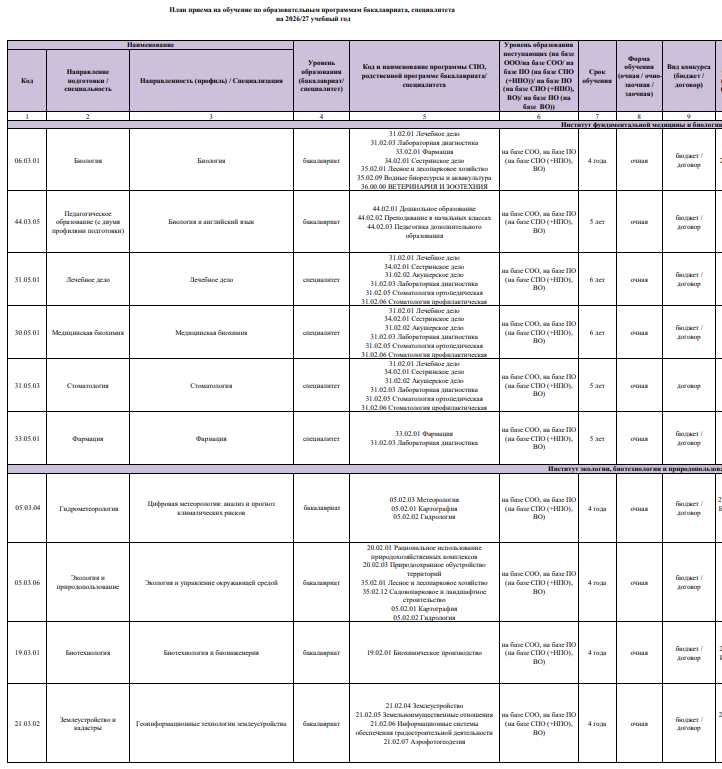 План приема на обучение по образовательным программам бакалавриата, специалитета
на 2026/27 учебный год
Наименование
Код
Направление
подготовки /
специальность
Направленность (профиль) / Специализация
Уровень
образования
(бакалавриат/
специалитет)
Код и наименование программы СПО,
родственной программе бакалавриата/
специалитета
Уровень образования
поступающих (на базе
ООО/на базе СОО/ на
базе ПО (на базе СПО
(+НПО))/ на базе ПО
(на базе СПО (+НПО),
ВО)/ на базе ПО (на
базе ВО))
Срок
обучения
Форма
обучения
(очная / очно-
заочная /
заочная)
Вид конкурса
(бюджет /
договор)
1 2 3 4 5 6 7 8 9
Институт фундаментальной медицины и биологии
06.03.01
Биология
Биология
бакалавриат
31.02.01 Лечебное дело
31.02.03 Лабораторная диагностика
33.02.01 Фармация
34.02.01 Сестринское дело
35.02.01 Лесное и лесопарковое хозяйство
35.02.09 Водные биоресурсы и аквакультура
36.00.00 ВЕТЕРИНАРИЯ И ЗООТЕХНИЯ
на базе СОО, на базе ПО
(на базе СПО (+НПО),
ВО)
4 года
очная
бюджет /
договор
44.03.05
Педагогическое
образование (с двумя
профилями подготовки)
Биология и английский язык
бакалавриат
44.02.01 Дошкольное образование
44.02.02 Преподавание в начальных классах
44.02.03 Педагогика дополнительного
образования
на базе СОО, на базе ПО
(на базе СПО (+НПО),
ВО)
5 лет
очная
бюджет /
договор
31.05.01
Лечебное дело
Лечебное дело
специалитет
31.02.01 Лечебное дело
34.02.01 Сестринское дело
31.02.02 Акушерское дело
31.02.03 Лабораторная диагностика
31.02.05 Стоматология ортопедическая
31.02.06 Стоматология профилактическая
на базе СОО, на базе ПО
(на базе СПО (+НПО),
ВО)
6 лет
очная
бюджет /
договор
30.05.01
Медицинская биохимия
Медицинская биохимия
специалитет
31.02.01 Лечебное дело
34.02.01 Сестринское дело
31.02.02 Акушерское дело
31.02.03 Лабораторная диагностика
31.02.05 Стоматология ортопедическая
31.02.06 Стоматология профилактическая
на базе СОО, на базе ПО
(на базе СПО (+НПО),
ВО)
6 лет
очная
бюджет /
договор
31.05.03
Стоматология
Стоматология
специалитет
31.02.01 Лечебное дело
34.02.01 Сестринское дело
31.02.02 Акушерское дело
31.02.03 Лабораторная диагностика
31.02.05 Стоматология ортопедическая
31.02.06 Стоматология профилактическая
на базе СОО, на базе ПО
(на базе СПО (+НПО),
ВО)
5 лет
очная
договор
33.05.01
Фармация
Фармация
специалитет
33.02.01 Фармация
31.02.03 Лабораторная диагностика
на базе СОО, на базе ПО
(на базе СПО (+НПО),
ВО)
5 лет
очная
бюджет /
договор
Институт экологии, биотехнологии и природопользов
05.03.04
Гидрометеорология
Цифровая метеорология: анализ и прогноз
климатических рисков
бакалавриат
05.02.03 Метеорология
05.02.01 Картография
05.02.02 Гидрология
на базе СОО, на базе ПО
(на базе СПО (+НПО),
ВО)
4 года
очная
бюджет /
договор
05.03.06
Экология и
природопользование
Экология и управление окружающей средой
бакалавриат
20.02.01 Рациональное использование
природохозяйственных комплексов
20.02.03 Природоохранное обустройство
территорий
35.02.01 Лесное и лесопарковое хозяйство
35.02.12 Садовопарковое и ландшафтное
строительство
05.02.01 Картография
05.02.02 Гидрология
на базе СОО, на базе ПО
(на базе СПО (+НПО),
ВО)
4 года
очная
бюджет /
договор
19.03.01
Биотехнология
Биотехнологии и биоинженерия
бакалавриат
19.02.01 Биохимическое производство
на базе СОО, на базе ПО
(на базе СПО (+НПО),
ВО)
4 года
очная
бюджет /
договор
21.03.02
Землеустройство и
кадастры
Геоинформационные технологии землеустройства
бакалавриат
21.02.04 Землеустройство
21.02.05 Земельноимущественные отношения
21.02.06 Информационные системы
обеспечения градостроительной деятельности
21.02.07 Аэрофотогеодезия
на базе СОО, на базе ПО
(на базе СПО (+НПО),
ВО)
4 года
очная
бюджет /
договор